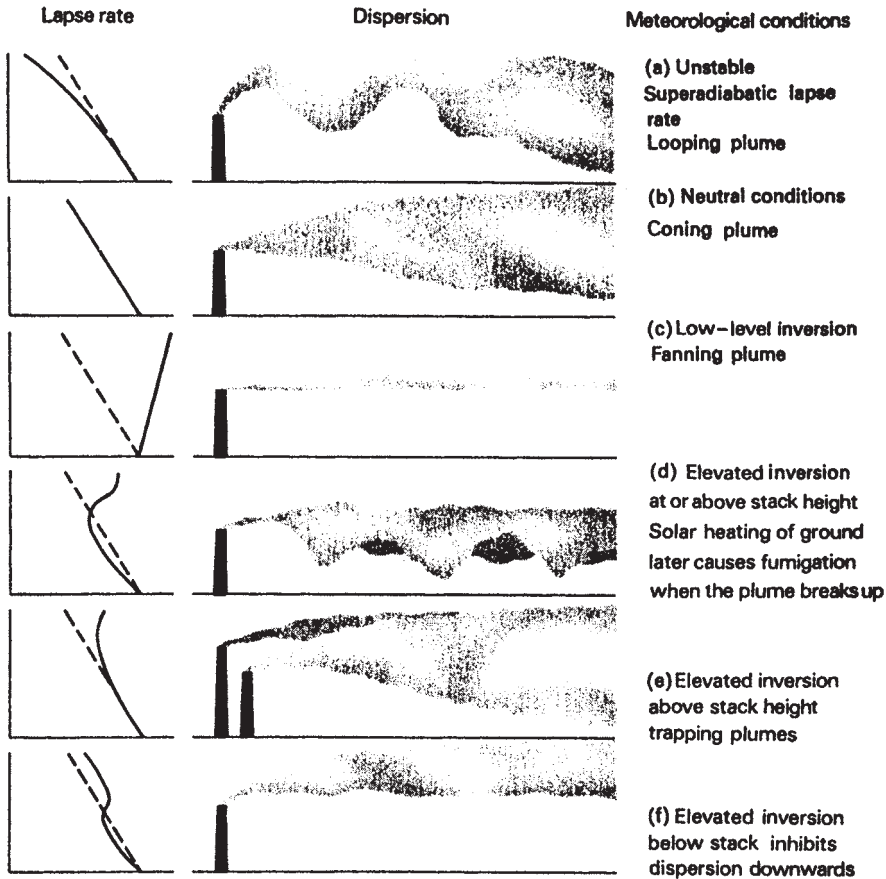 Lapse rate
Dispersion
Meteorological conditions
(a) Unstable
Superadiabatic lapse
rate
Looping plume
(b) Neutral conditions
Coning plume
(c) Low-level inversion
Fanning plume
(d) Elevated inversion
at or above stack height
Solar heating of ground
later causes fumigation
when the plume breaks up
(e) Elevated inversion
above stack height
trapping plumes
(f) Elevated inversion
below stack inhibits
dispersion downwards